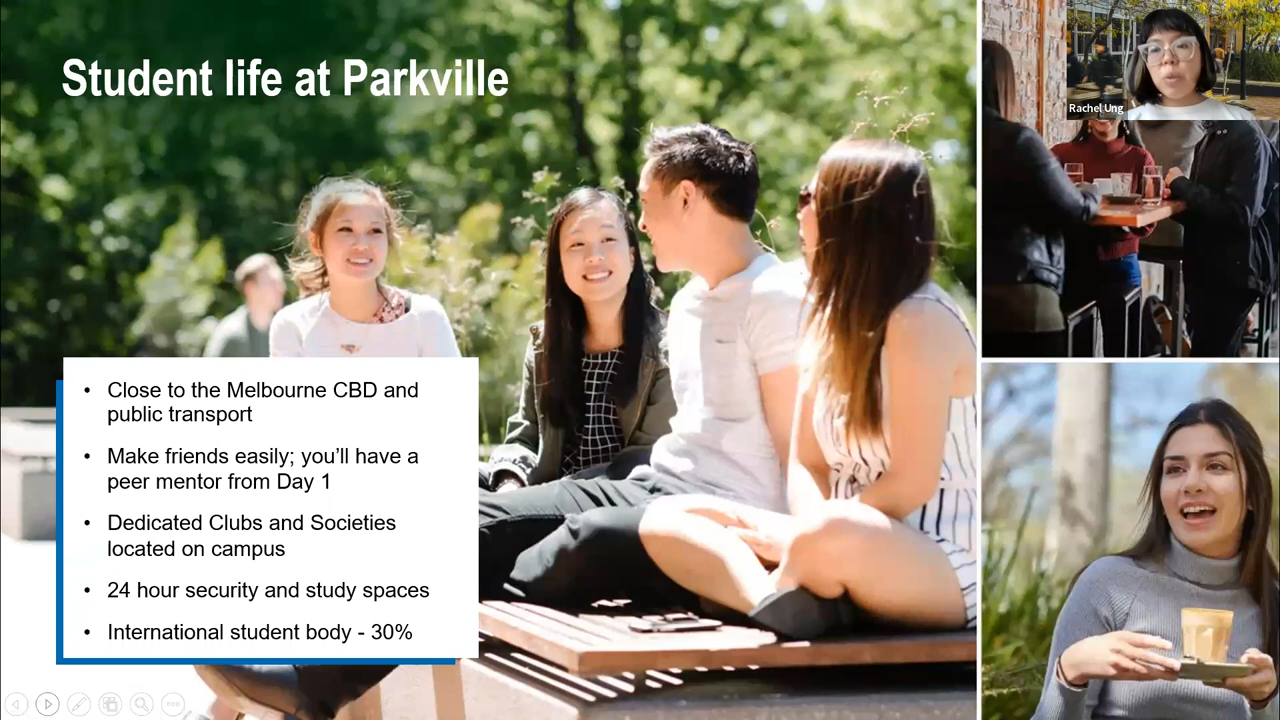 Student life at Parkville
Rachel Ung
• Close to the Melbourne CBD and
public transport
• Make friends easily; you’ll have a
peer mentor from Day 1
• Dedicated Clubs and Societies
located on campus
• 24 hour security and study spaces
• International student body - 30%